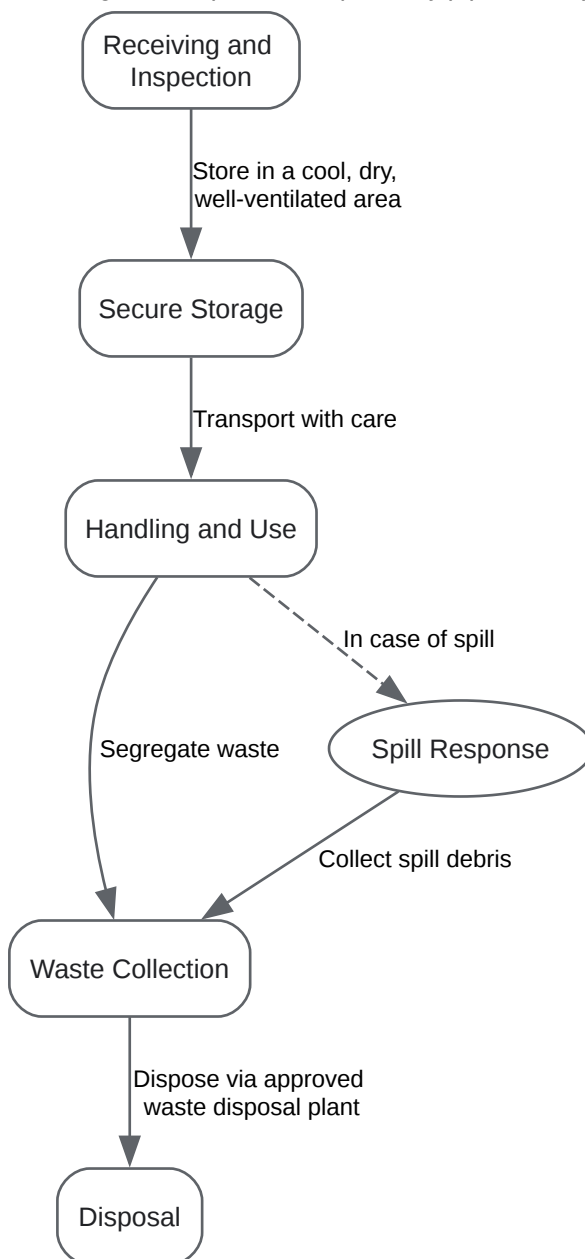 Receiving and
Inspection
Store in a cool, dry,
well-ventilated area
Secure Storage
Transport with care
Handling and Use
In case of spill
Segregate waste
Spill Response
Collect spill debris
Waste Collection
Dispose via approved
waste disposal plant
Disposal